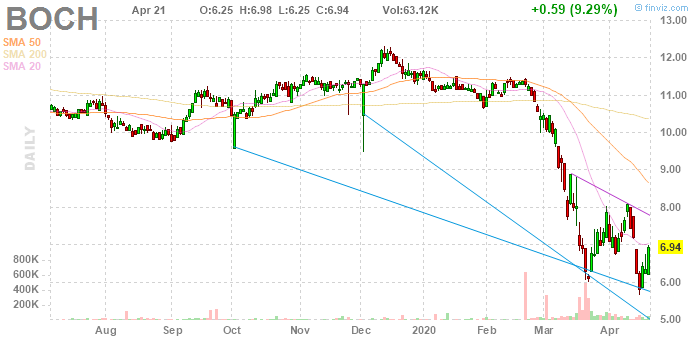 BOCH Apr 21 O:6.25 H:6.98 L:6.25 C:6.94 Vol:63.12K +0.59 (9.29%) © finviz.com
SMA 50
SMA 200
SMA 20
DAILY
13.00
12.00
11.00
10.00
9.00
8.00
6.94
6.00
5.00
800K
600K
400K
200K
Aug Sep Oct Nov Dec 2020 Feb Mar Apr